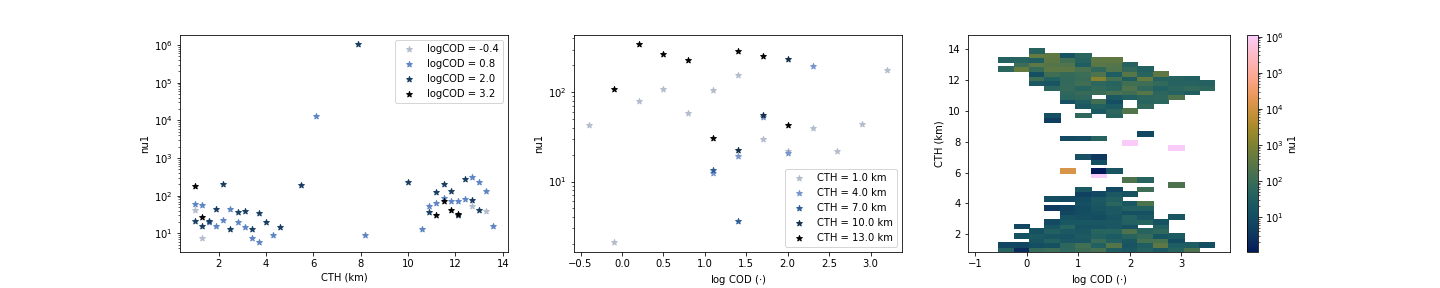 nu1
10⁶
10⁵
10⁴
10³
10²
10¹
2
4
6
8
10
12
14
CTH (km)
logCOD = -0.4
logCOD = 0.8
logCOD = 2.0
logCOD = 3.2
nu1
10²
10¹
−0.5
0.0
0.5
1.0
1.5
2.0
2.5
3.0
log COD (·)
CTH = 1.0 km
CTH = 4.0 km
CTH = 7.0 km
CTH = 10.0 km
CTH = 13.0 km
CTH (km)
14
12
10
8
6
4
2
−1
0
1
2
3
log COD (·)
10⁶
10⁵
10⁴
10³
10²
10¹
nu1